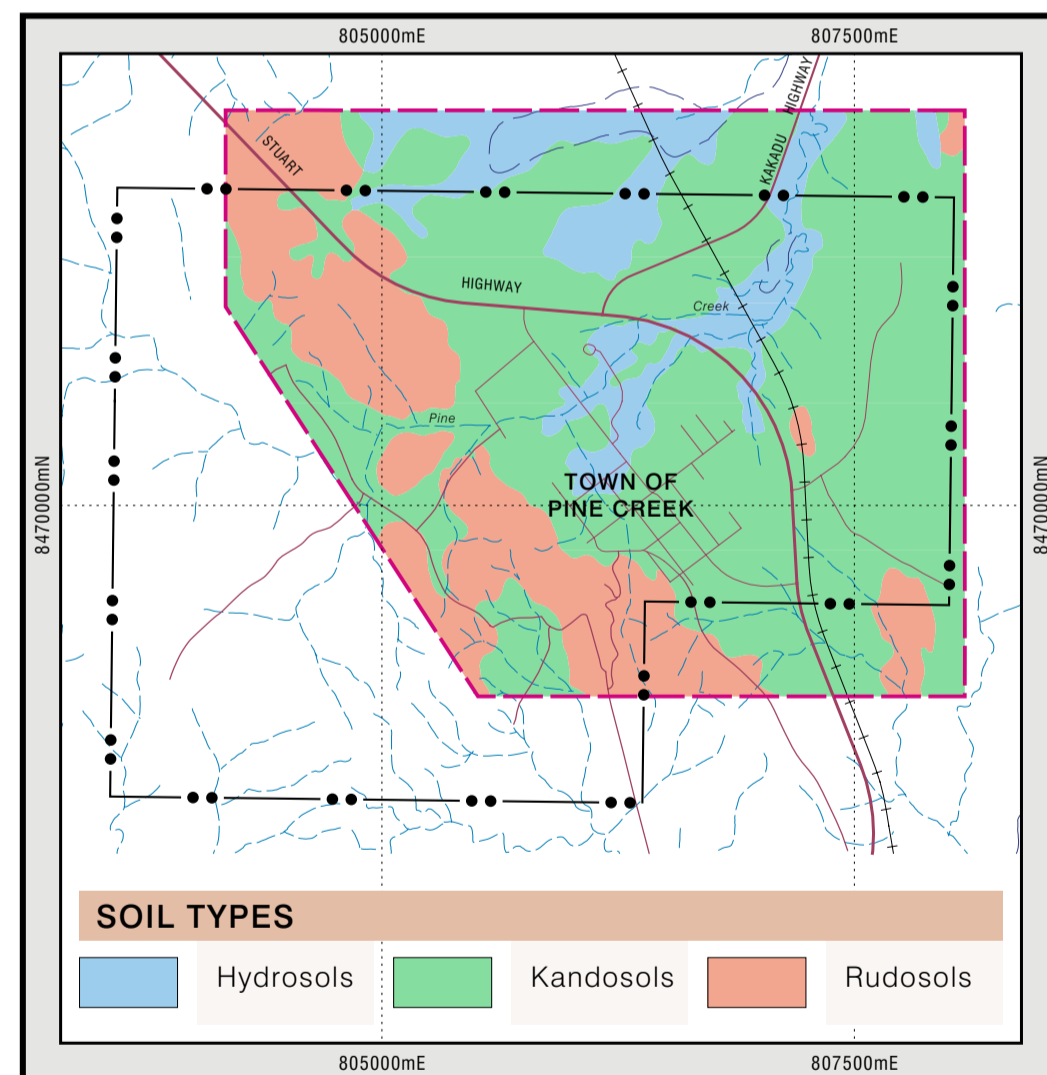 805000mE
807500mE
STUART
HIGHWAY
KAKADU
HIGHWAY
Creek
Pine
TOWN OF
PINE CREEK
8470000mN
8470000mN
SOIL TYPES
Hydrosols
Kandosols
Rudosols
805000mE
807500mE